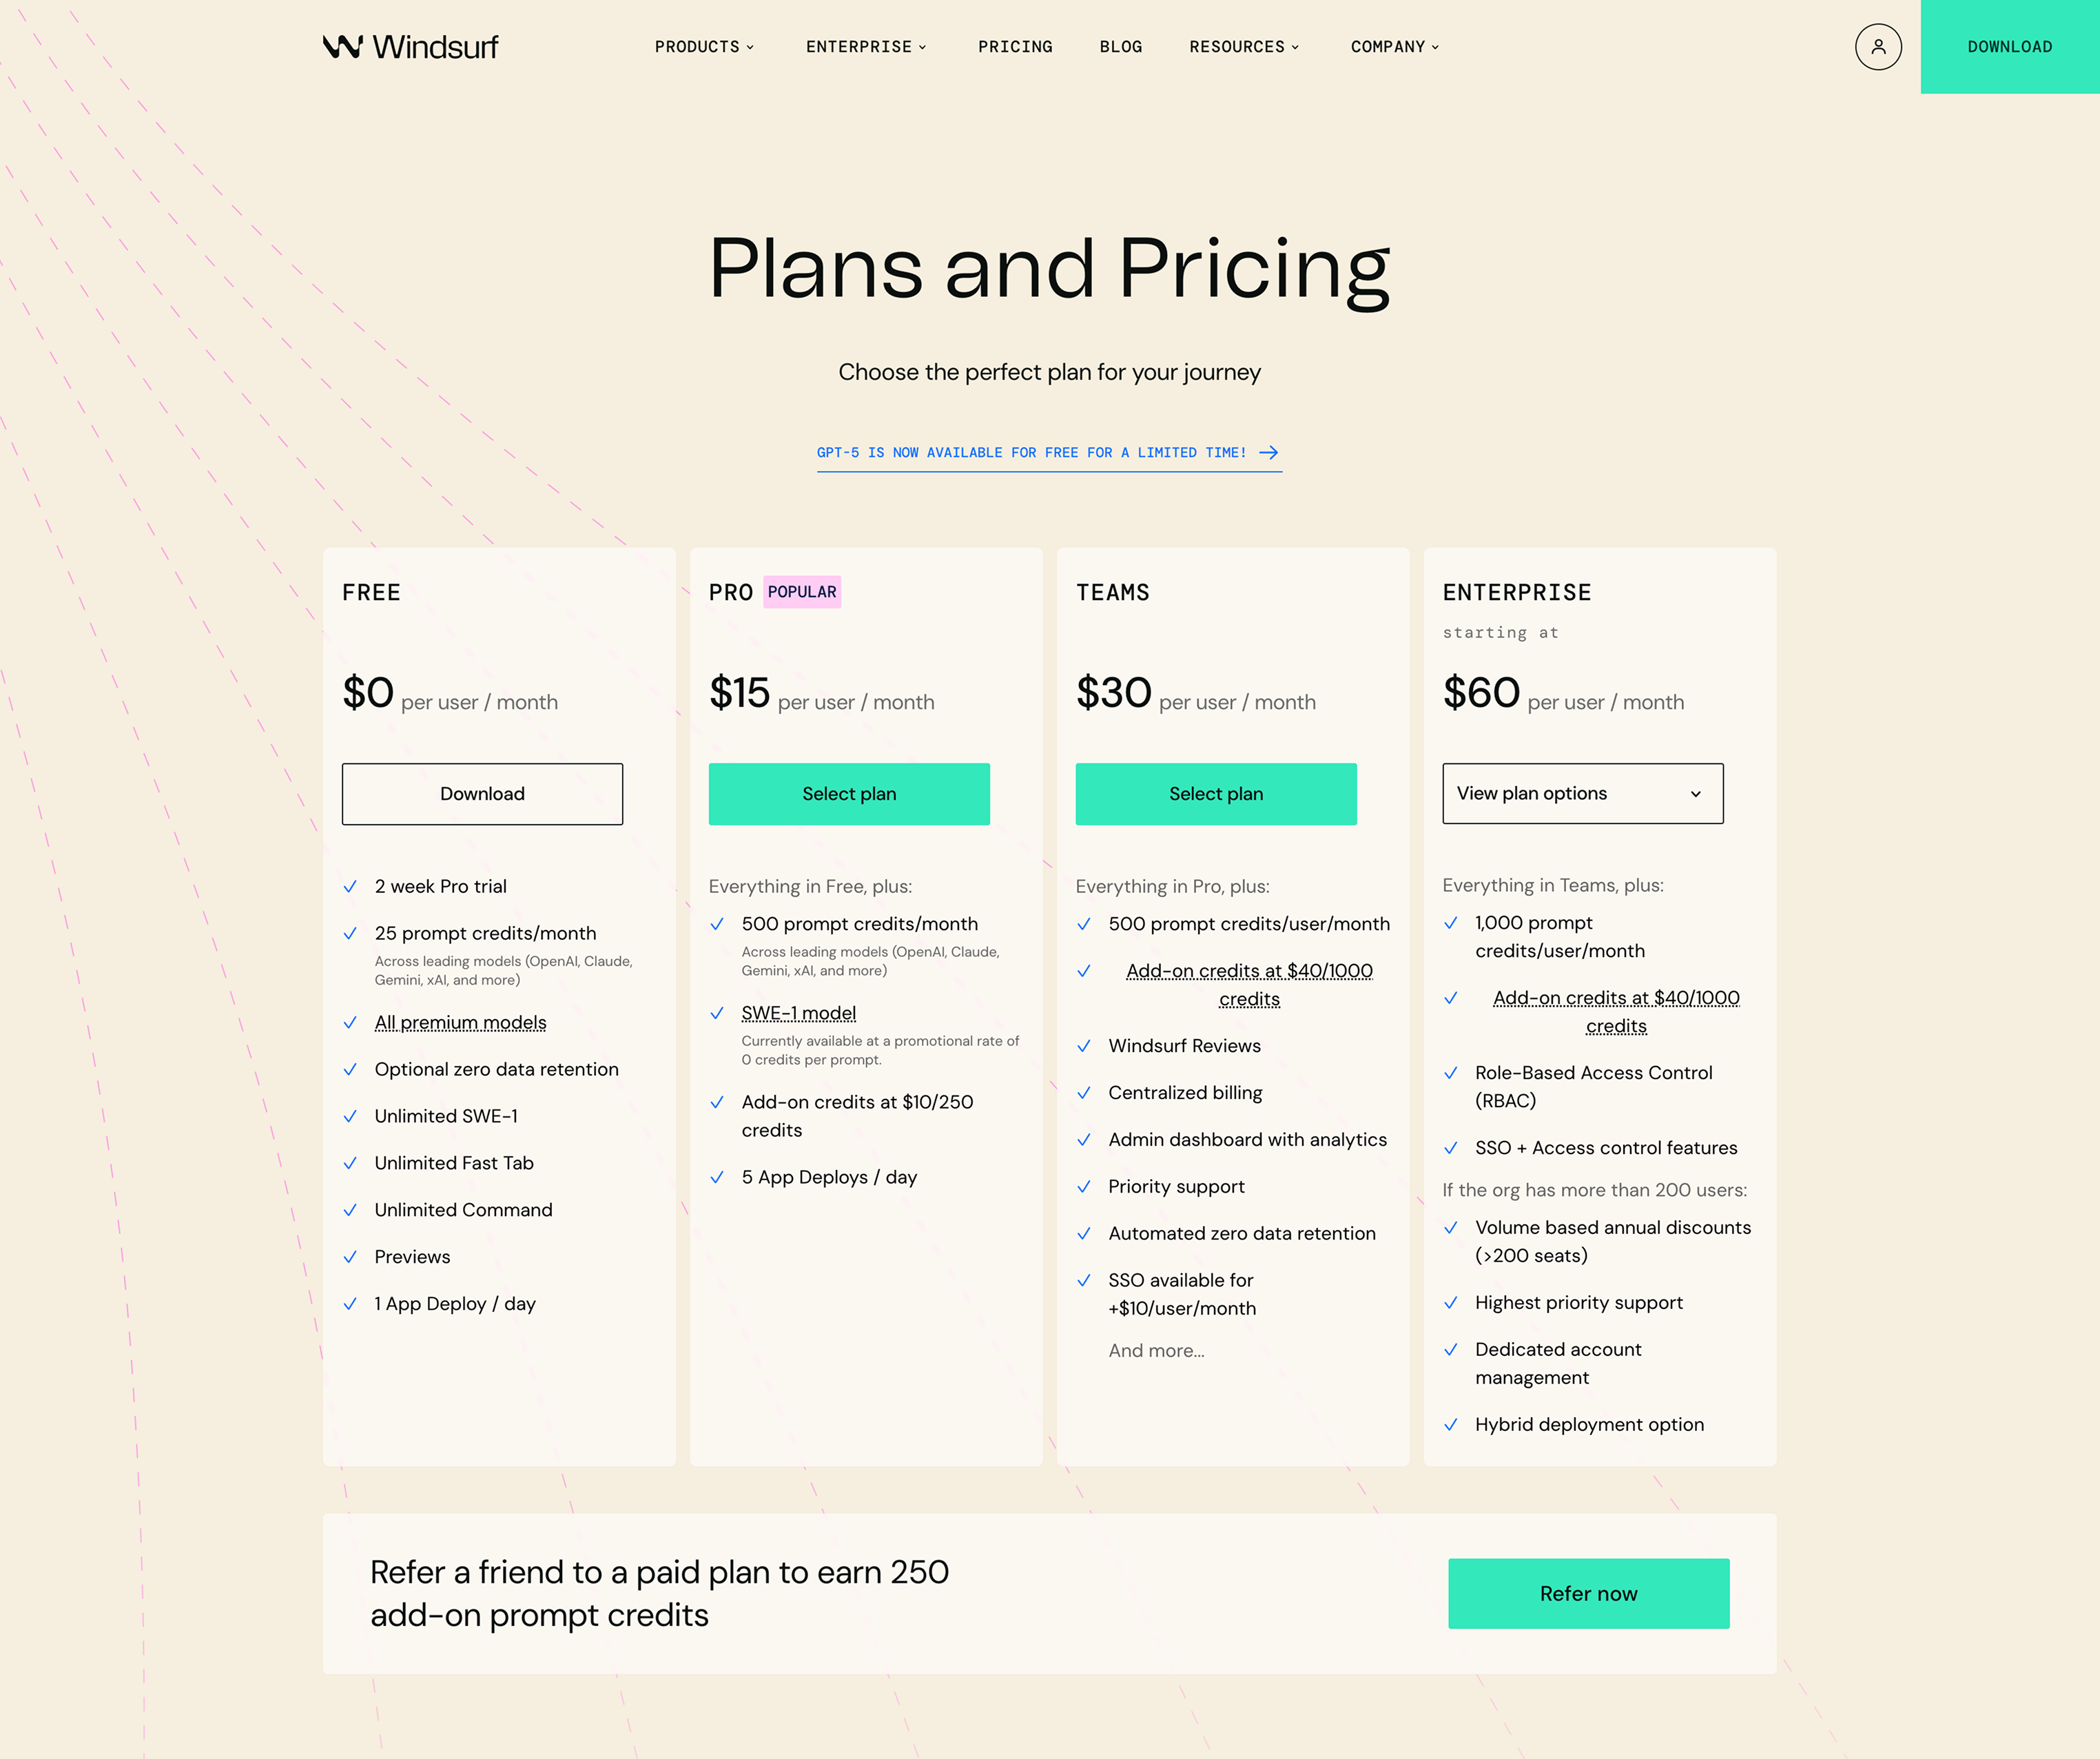 Windsurf
PRODUCTS
ENTERPRISE
PRICING
BLOG
RESOURCES
COMPANY
DOWNLOAD
Plans and Pricing
Choose the perfect plan for your journey
GPT-5 IS NOW AVAILABLE FOR FREE FOR A LIMITED TIME!
FREE
$0 per user / month
Download
2 week Pro trial
25 prompt credits/month
Across leading models (OpenAI, Claude,
Gemini, xAI, and more)
All premium models
Optional zero data retention
Unlimited SWE-1
Unlimited Fast Tab
Unlimited Command
Previews
1 App Deploy / day
PRO POPULAR
$15 per user / month
Select plan
Everything in Free, plus:
500 prompt credits/month
Across leading models (OpenAI, Claude,
Gemini, xAI, and more)
SWE-1 model
Currently available at a promotional rate of
0 credits per prompt.
Add-on credits at $10/250
credits
5 App Deploys / day
TEAMS
$30 per user / month
Select plan
Everything in Pro, plus:
500 prompt credits/user/month
Add-on credits at $40/1000
credits
Windsurf Reviews
Centralized billing
Admin dashboard with analytics
Priority support
Automated zero data retention
SSO available for
+$10/user/month
And more...
ENTERPRISE
starting at
$60 per user / month
View plan options
Everything in Teams, plus:
1,000 prompt
credits/user/month
Add-on credits at $40/1000
credits
Role-Based Access Control
(RBAC)
SSO + Access control features
If the org has more than 200 users:
Volume based annual discounts
(>200 seats)
Highest priority support
Dedicated account
management
Hybrid deployment option
Refer a friend to a paid plan to earn 250
add-on prompt credits
Refer now